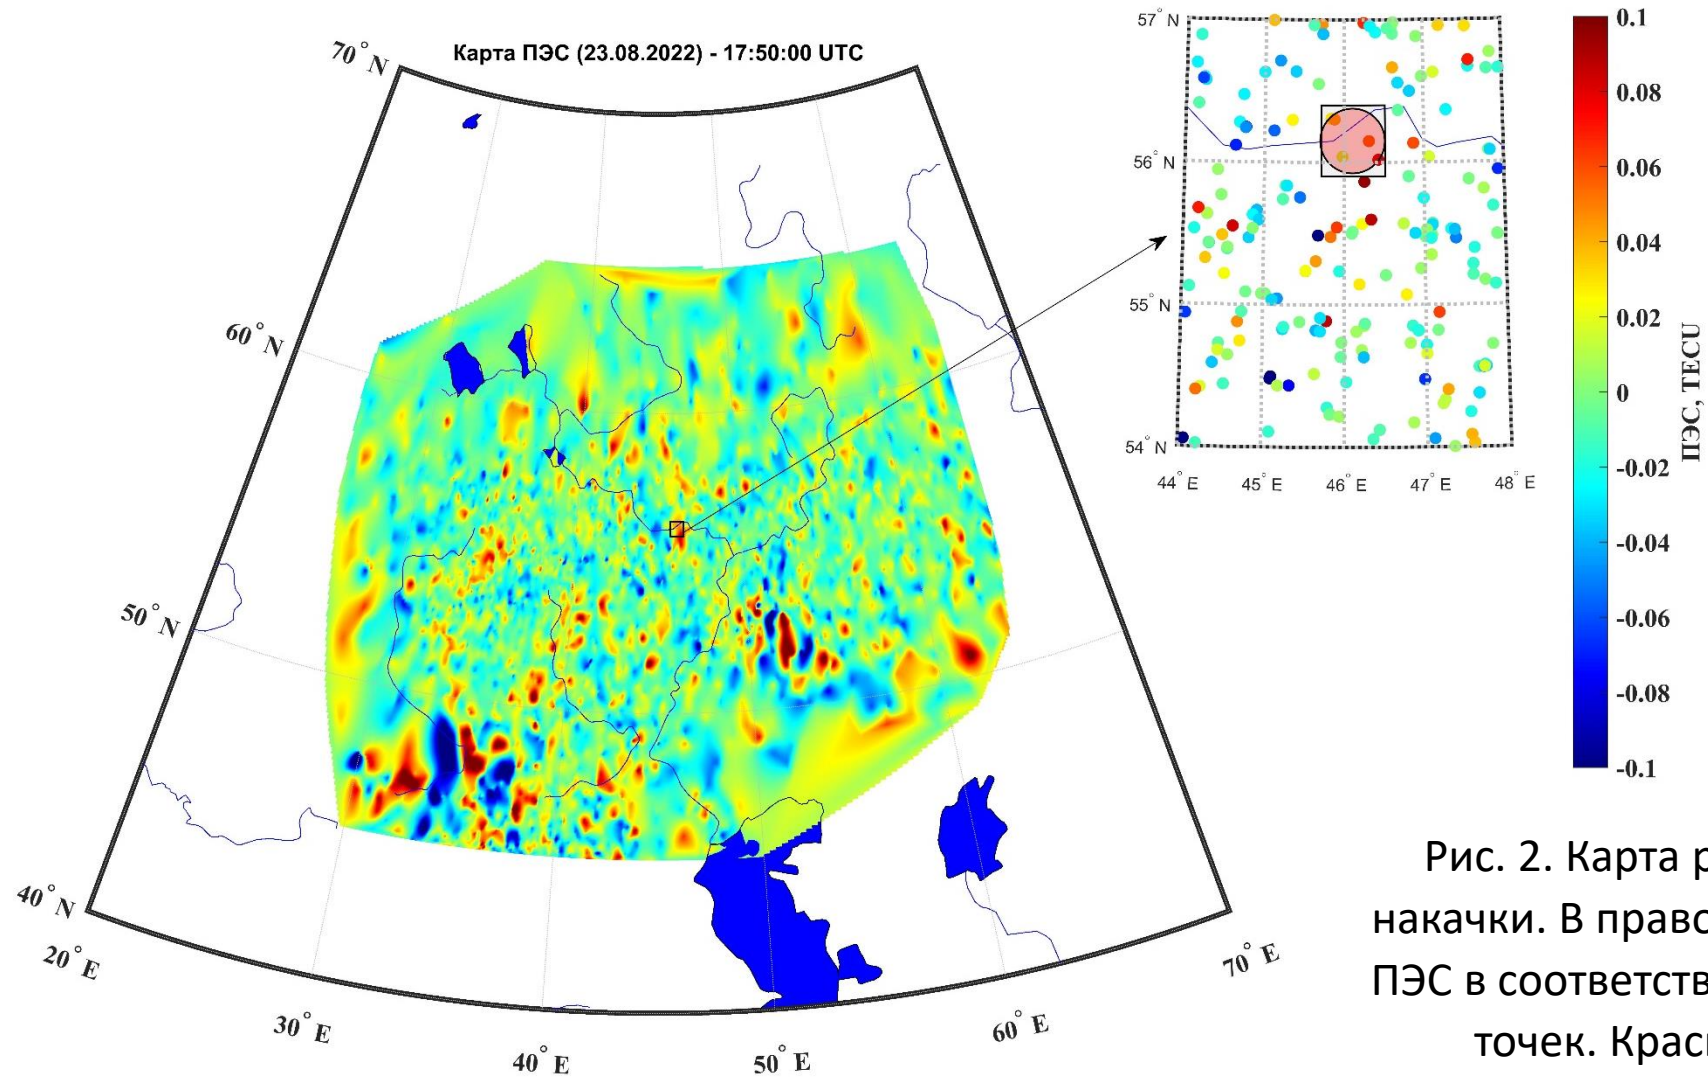 Карта ПЭС (23.08.2022) - 17:50:00 UTC
70° N
60° N
50° N
40° N
20° E
30° E
40° E
50° E
60° E
70° E
57° N
56° N
55° N
54° N
44° E
45° E
46° E
47° E
48° E
0.1
0.08
0.06
0.04
0.02
0
-0.02
-0.04
-0.06
-0.08
-0.1
ПЭС, TECU
Рис. 2. Карта
накачки. В право
ПЭС в соответств
точек. Крас